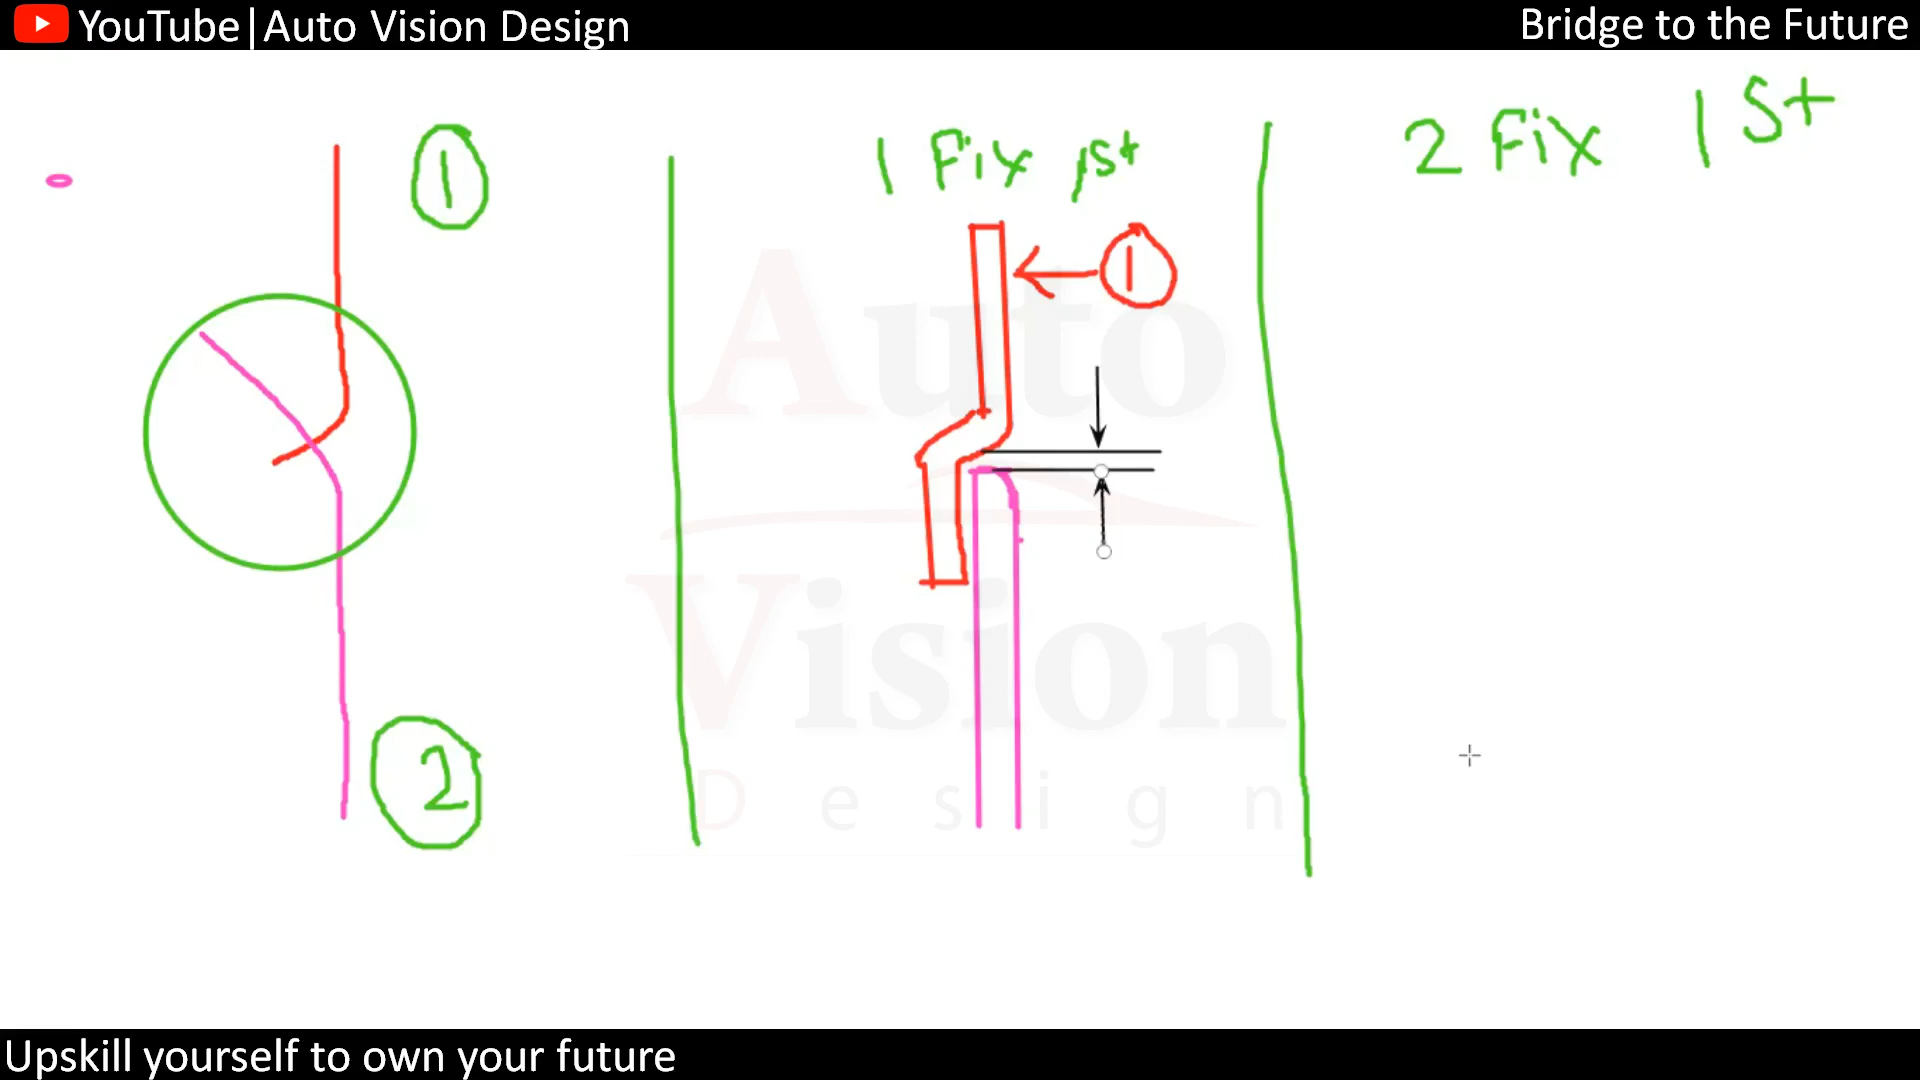 YouTube|Auto Vision Design
Bridge to the Future
1
1 Fix 1st
2 Fix 1st
1
Auto
Vision
Design
2
Upskill yourself to own your future